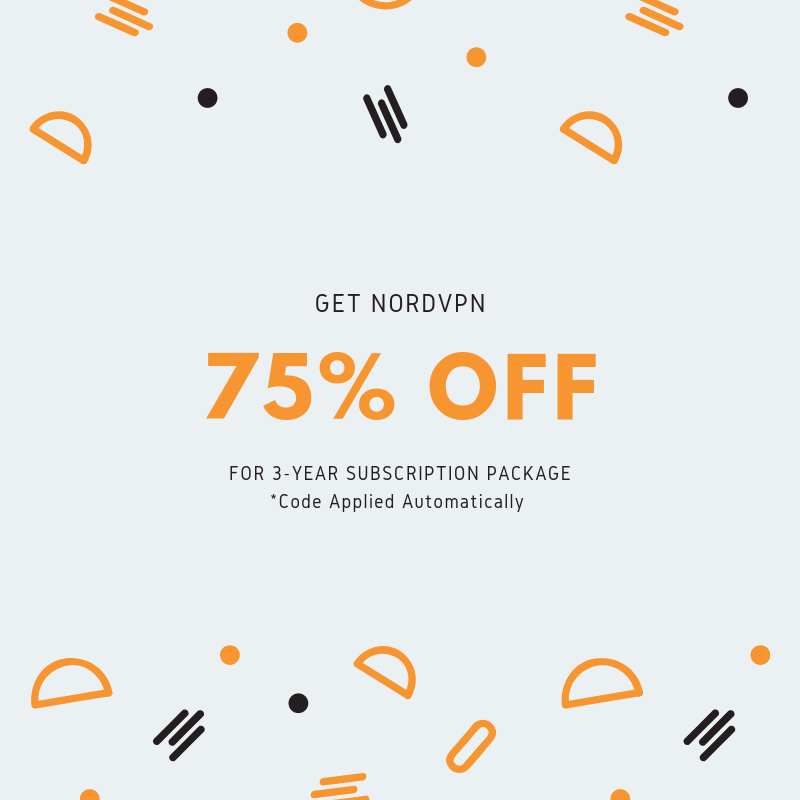 GET NORDVPN
75% OFF
FOR 3-YEAR SUBSCRIPTION PACKAGE
*Code Applied Automatically